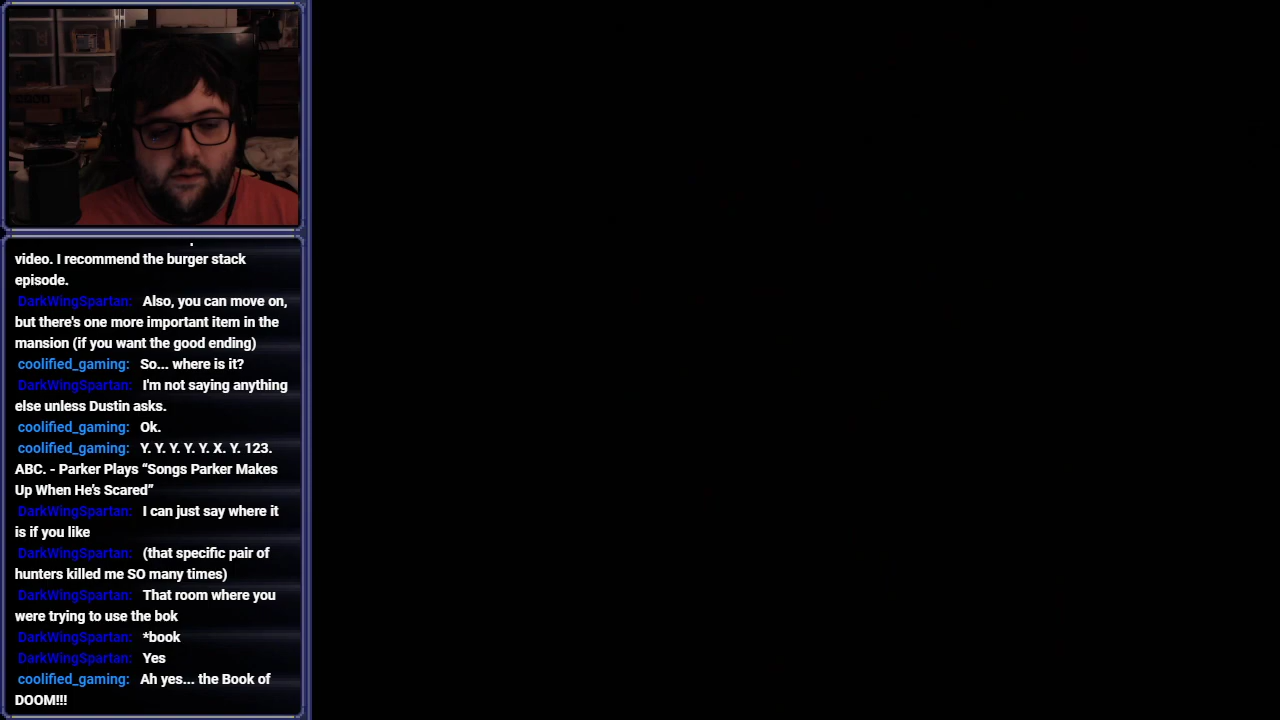 video. I recommend the burger stack
episode.
DarkWingSpartan: Also, you can move on,
but there's one more important item in the
mansion (if you want the good ending)
coolified_gaming: So... where is it?
DarkWingSpartan: I'm not saying anything
else unless Dustin asks.
coolified_gaming: Ok.
coolified_gaming: Y. Y. Y. Y. Y. X. Y. 123.
ABC. - Parker Plays “Songs Parker Makes
Up When He’s Scared”
DarkWingSpartan: I can just say where it
is if you like
DarkWingSpartan: (that specific pair of
hunters killed me SO many times)
DarkWingSpartan: That room where you
were trying to use the bok
DarkWingSpartan: *book
DarkWingSpartan: Yes
coolified_gaming: Ah yes... the Book of
DOOM!!!